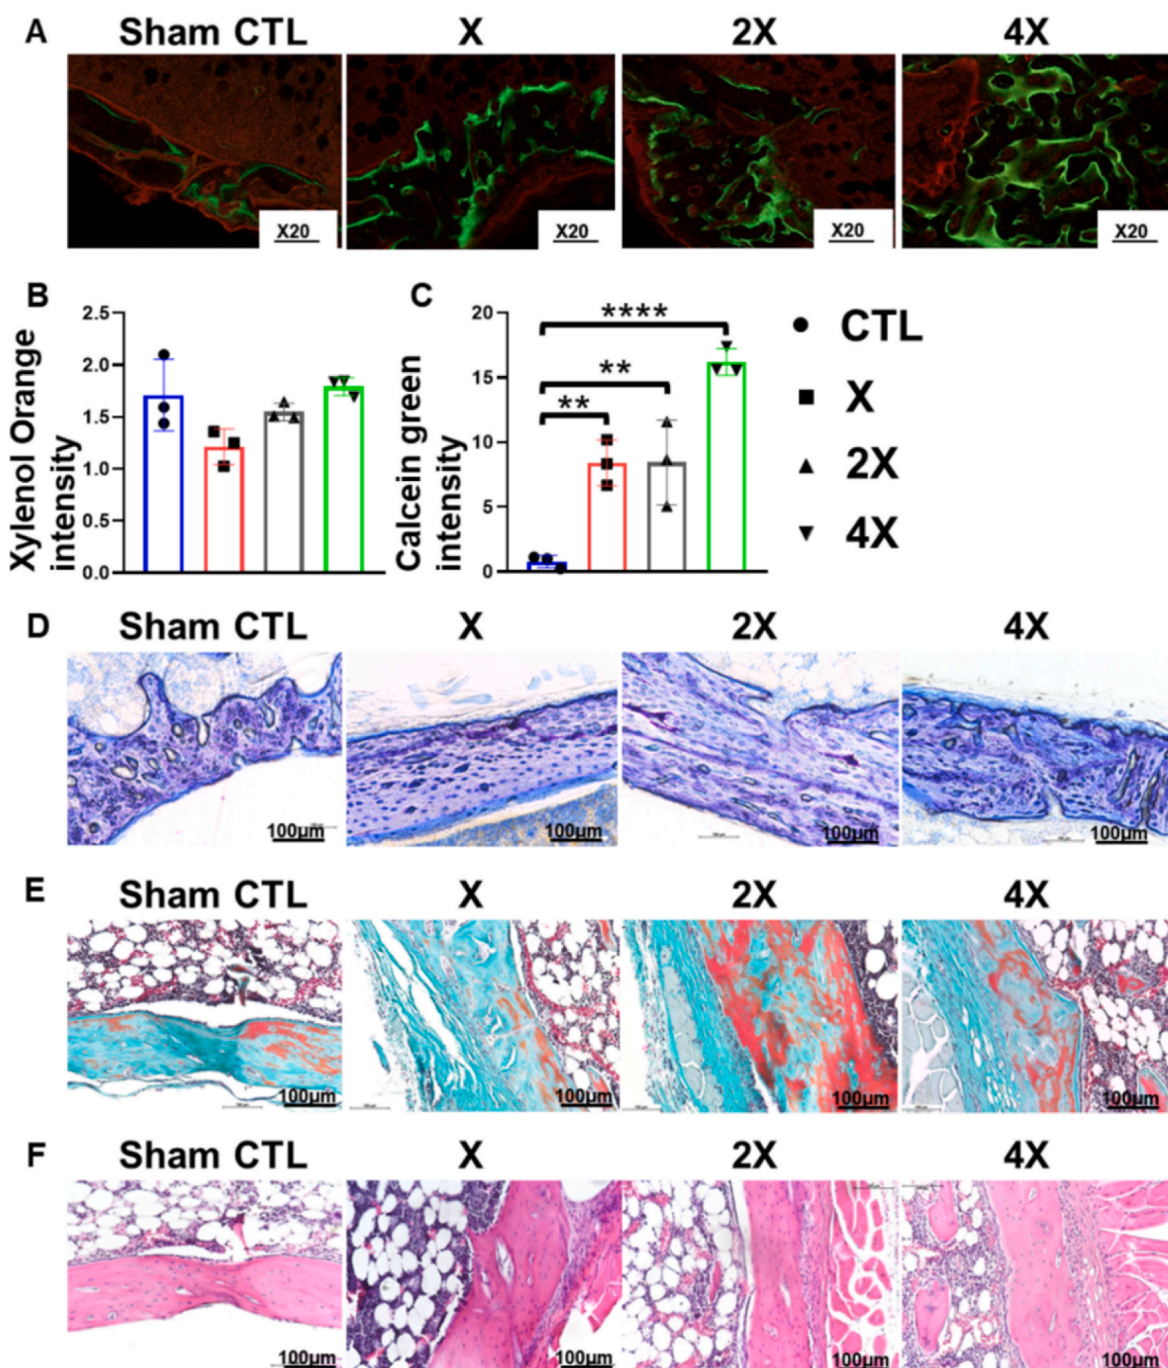 A Sham CTL X 2X 4X
X20 X20 X20 X20
B C
Xylenol Orange
intensity
2.5
2.0
1.5
1.0
0.5
0.0
Calcein green
intensity
20
15
10
5
0
****
**
**
CTL
X
2X
4X
D Sham CTL X 2X 4X
100μm 100μm 100μm 100μm
E Sham CTL X 2X 4X
100μm 100μm 100μm 100μm
F Sham CTL X 2X 4X
100μm 100μm 100μm 100μm